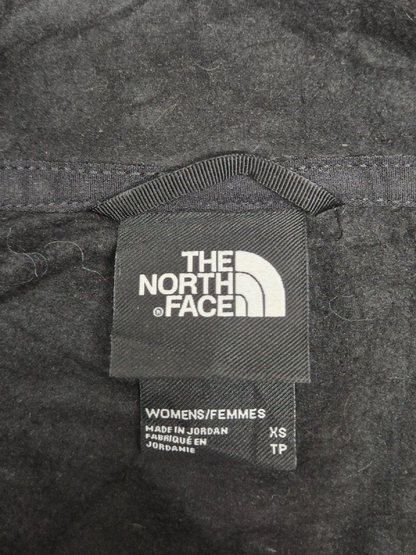 THE
NORTH
®FACE
WOMENS/FEMMES
MADE IN JORDAN XS
FABRIQUÉ EN
JORDANIE TP